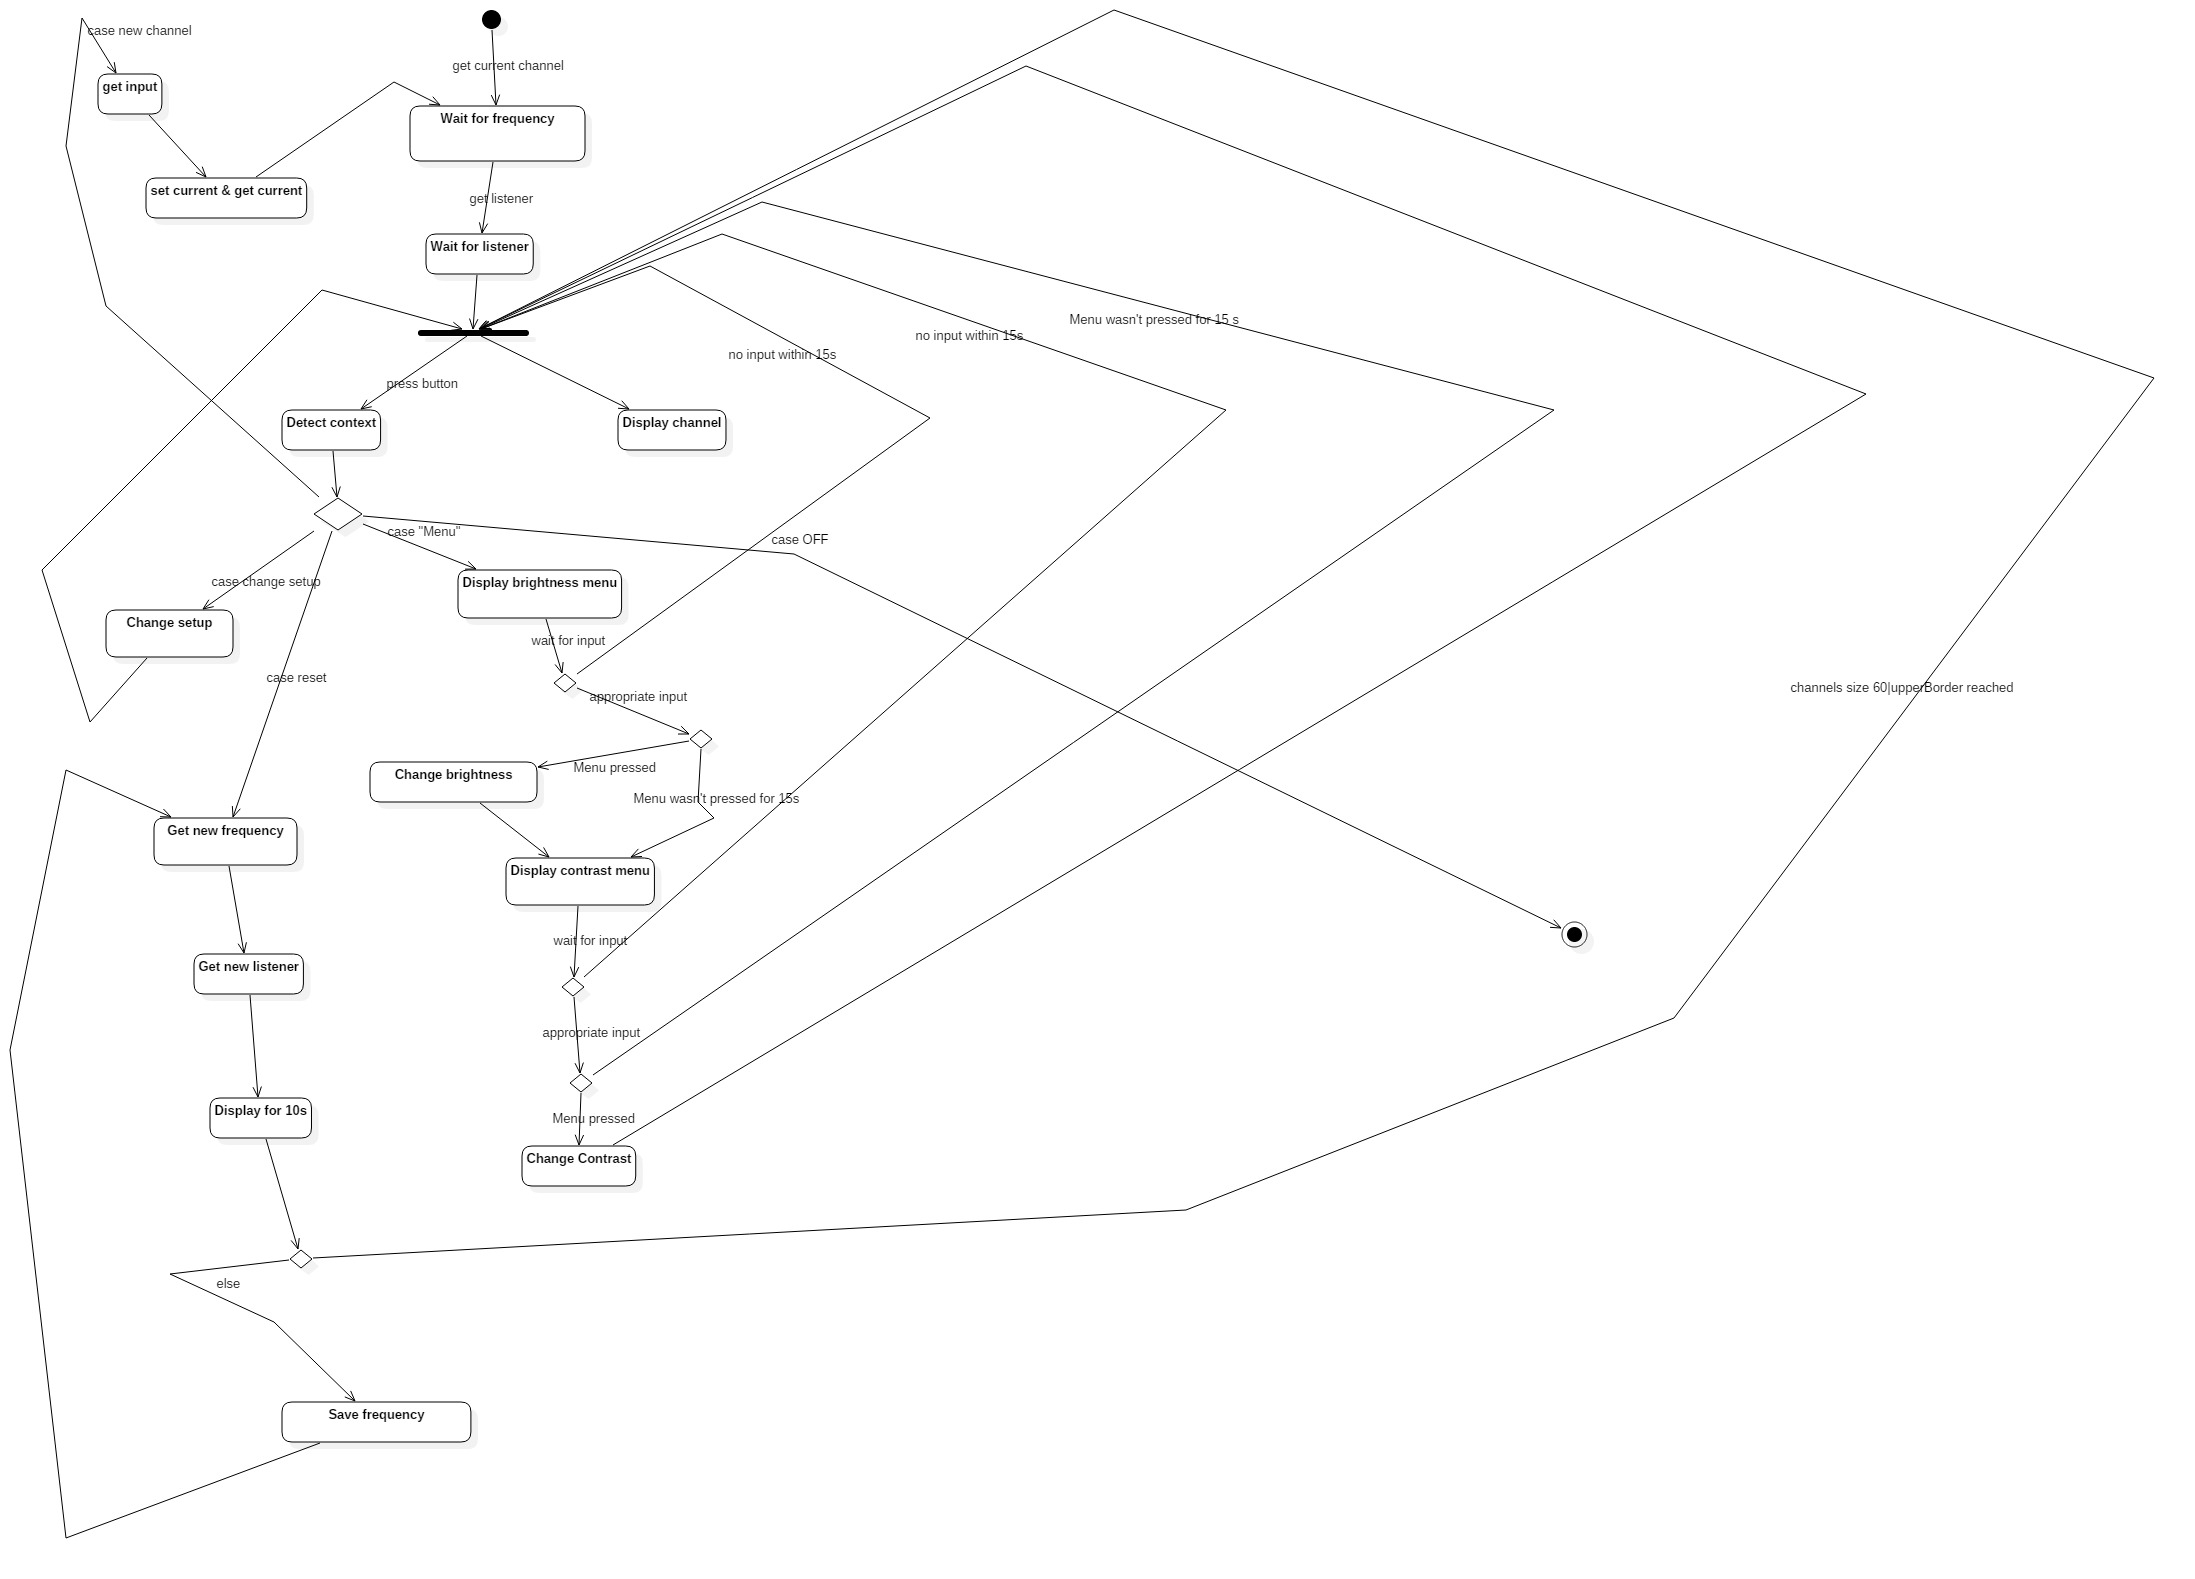 case new channel
get current channel
get input
Wait for frequency
set current & get current
get listener
Wait for listener
Menu wasn't pressed for 15 s
no input within 15s
no input within 15s
press button
Detect context
Display channel
case "Menu"
case OFF
case change setup
Display brightness menu
Change setup
wait for input
case reset
appropriate input
channels size 60|upperBorder reached
Menu pressed
Change brightness
Menu wasn't pressed for 15s
Get new frequency
Display contrast menu
wait for input
Get new listener
appropriate input
Display for 10s
Menu pressed
Change Contrast
else
Save frequency